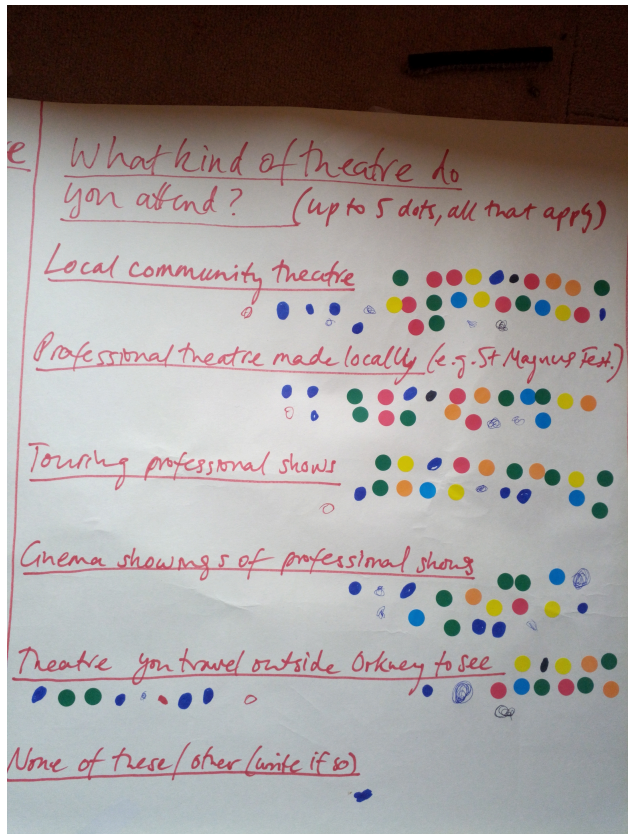 e
What kind of theatre do
you attend? (up to 5 dots, all that apply)
Local community theatre
Professional theatre made locally (e.g. St Magnus Fest.)
Touring professional shows
Cinema showings of professional shows
Theatre you travel outside Orkney to see
None of these/other (write if so)